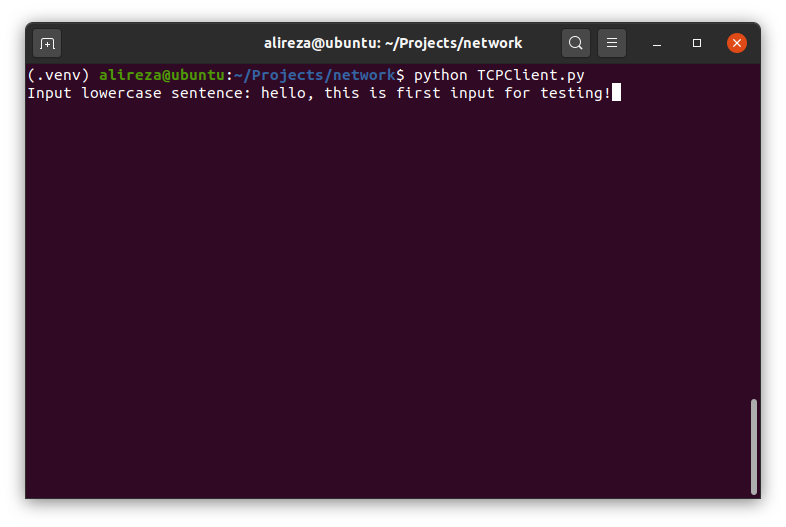 alireza@ubuntu: ~/Projects/network
(.venv) alireza@ubuntu:~/Projects/network$ python TCPClient.py
Input lowercase sentence: hello, this is first input for testing!